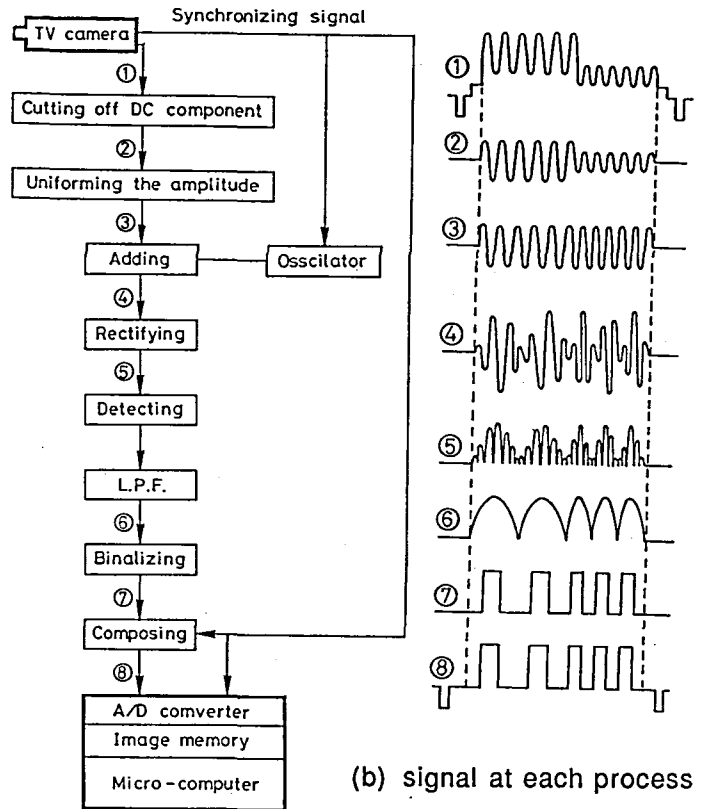 Synchronizing signal
TV camera
①
Cutting off DC component
②
Uniforming the amplitude
③
Adding
Osscilator
④
Rectifying
⑤
Detecting
L.P.F.
⑥
Binalizing
⑦
Composing
⑧
A/D comverter
Image memory
Micro-computer
①
②
③
④
⑤
⑥
⑦
⑧
(b) signal at each process